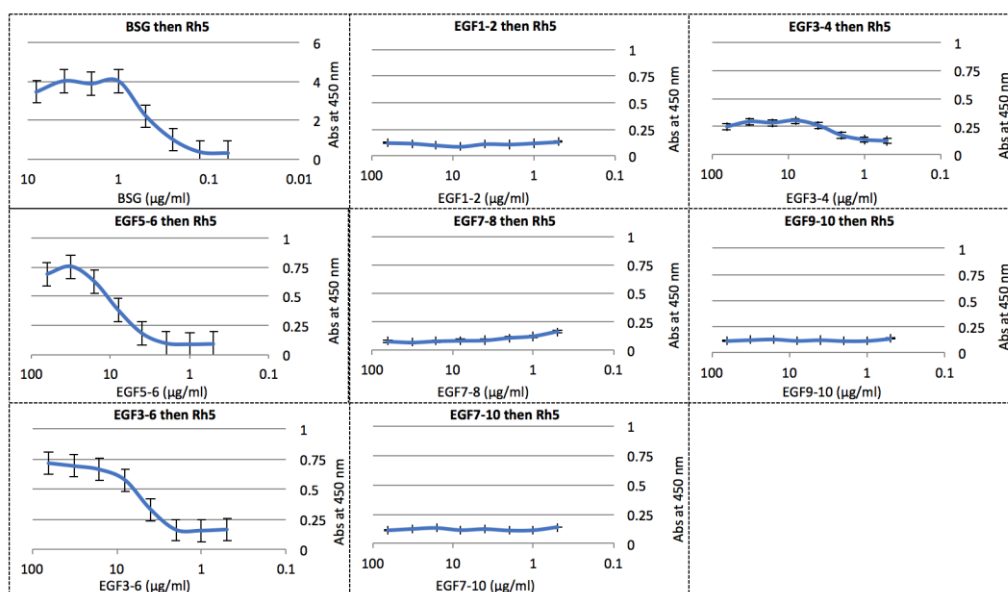 BSG then Rh5
6
4
2
0
Abs at 450 nm
10 1 0.1 0.01
BSG (µg/ml)
EGF1-2 then Rh5
1
0.75
0.5
0.25
0
Abs at 450 nm
100 10 1 0.1
EGF1-2 (µg/ml)
EGF3-4 then Rh5
1
0.75
0.5
0.25
0
Abs at 450 nm
100 10 1 0.1
EGF3-4 (µg/ml)
EGF5-6 then Rh5
1
0.75
0.5
0.25
0
Abs at 450 nm
100 10 1 0.1
EGF5-6 (µg/ml)
EGF7-8 then Rh5
1
0.75
0.5
0.25
0
Abs at 450 nm
100 10 1 0.1
EGF7-8 (µg/ml)
EGF9-10 then Rh5
1
0.75
0.5
0.25
0
Abs at 450 nm
100 10 1 0.1
EGF9-10 (µg/ml)
EGF3-6 then Rh5
1
0.75
0.5
0.25
0
Abs at 450 nm
100 10 1 0.1
EGF3-6 (µg/ml)
EGF7-10 then Rh5
1
0.75
0.5
0.25
0
Abs at 450 nm
100 10 1 0.1
EGF7-10 (µg/ml)